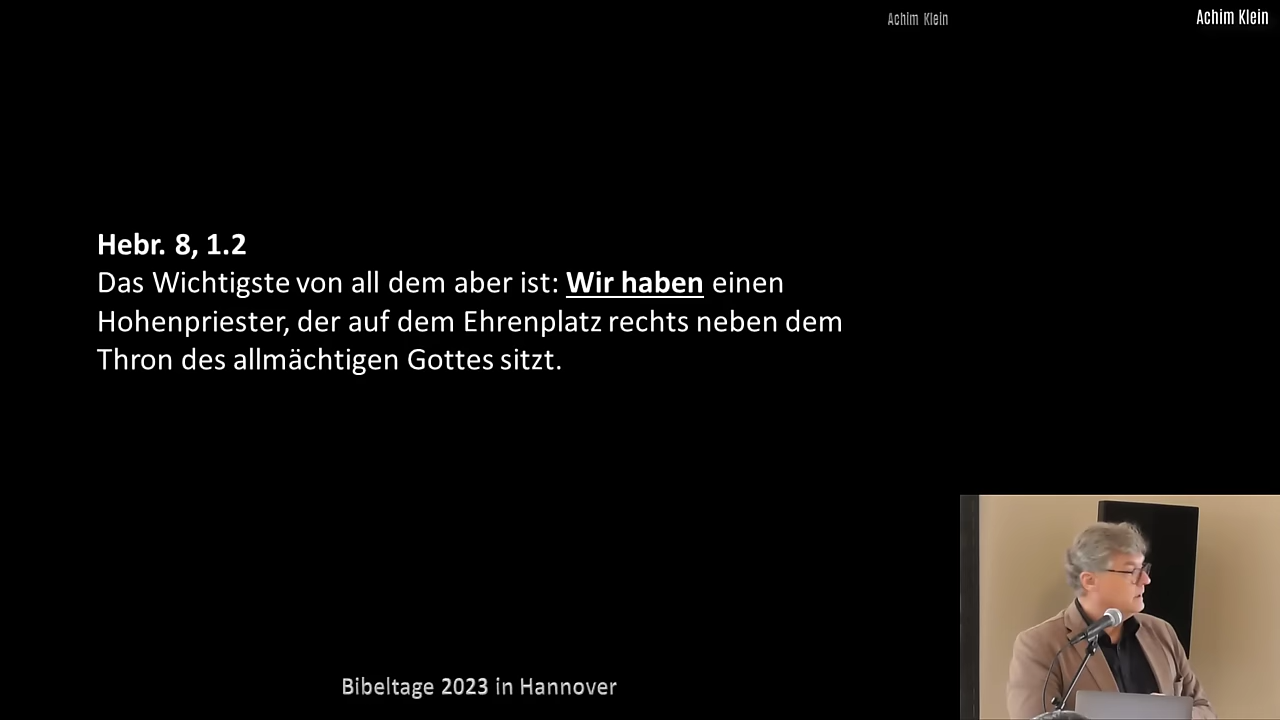 Achim Klein
Achim Klein
Hebr. 8, 1.2
Das Wichtigste von all dem aber ist: Wir haben einen
Hohenpriester, der auf dem Ehrenplatz rechts neben dem
Thron des allmächtigen Gottes sitzt.
Bibeltage 2023 in Hannover